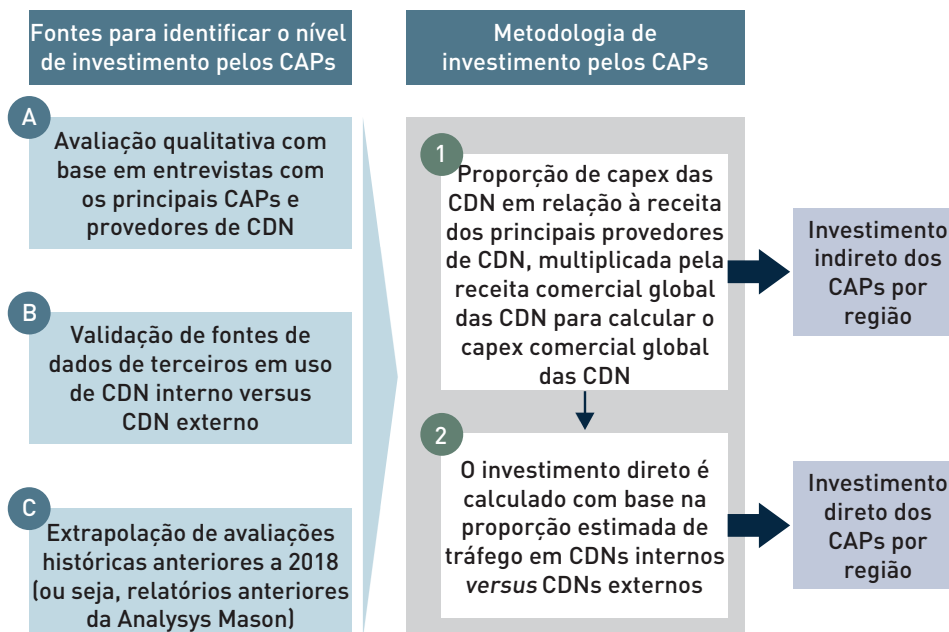 Fontes para identificar o nível
de investimento pelos CAPs
A
Avaliação qualitativa com
base em entrevistas com
os principais CAPs e
provedores de CDN
B
Validação de fontes de
dados de terceiros em uso
de CDN interno versus
CDN externo
C
Extrapolação de avaliações
históricas anteriores a 2018
(ou seja, relatórios anteriores
da Analysys Mason)
Metodologia de
investimento pelos CAPs
1
Proporção de capex das
CDN em relação à receita
dos principais provedores
de CDN, multiplicada pela
receita comercial global
das CDN para calcular o
capex comercial global
das CDN
2
O investimento direto é
calculado com base na
proporção estimada de
tráfego em CDNs internos
versus CDNs externos
Investimento
indireto dos
CAPs por
região
Investimento
direto dos
CAPs por
região